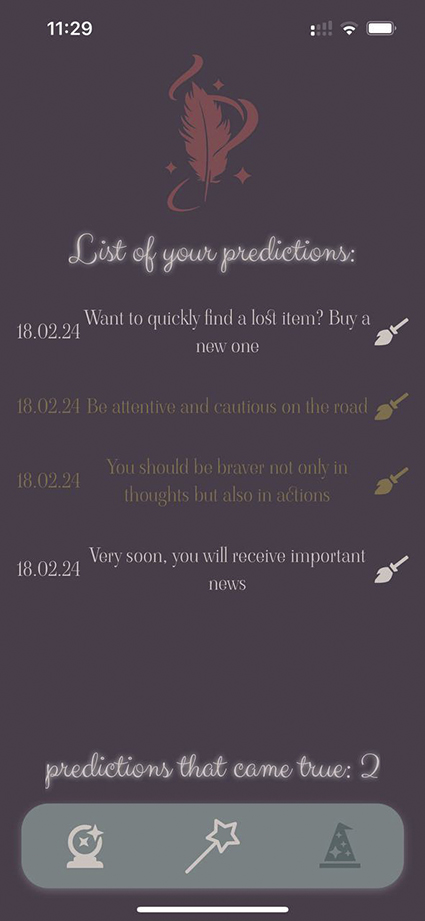 11:29
List of your predictions:
18.02.24 Want to quickly find a lost item? Buy a
new one
18.02.24 Be attentive and cautious on the road
18.02.24 You should be braver not only in
thoughts but also in actions
18.02.24 Very soon, you will receive important
news
predictions that came true: 2